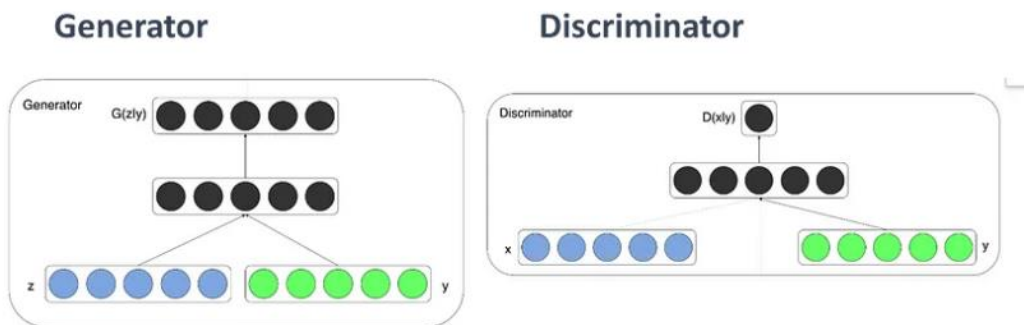 Generator
Discriminator
Generator
G(z|y)
z
y
Discriminator
D(x|y)
x
y